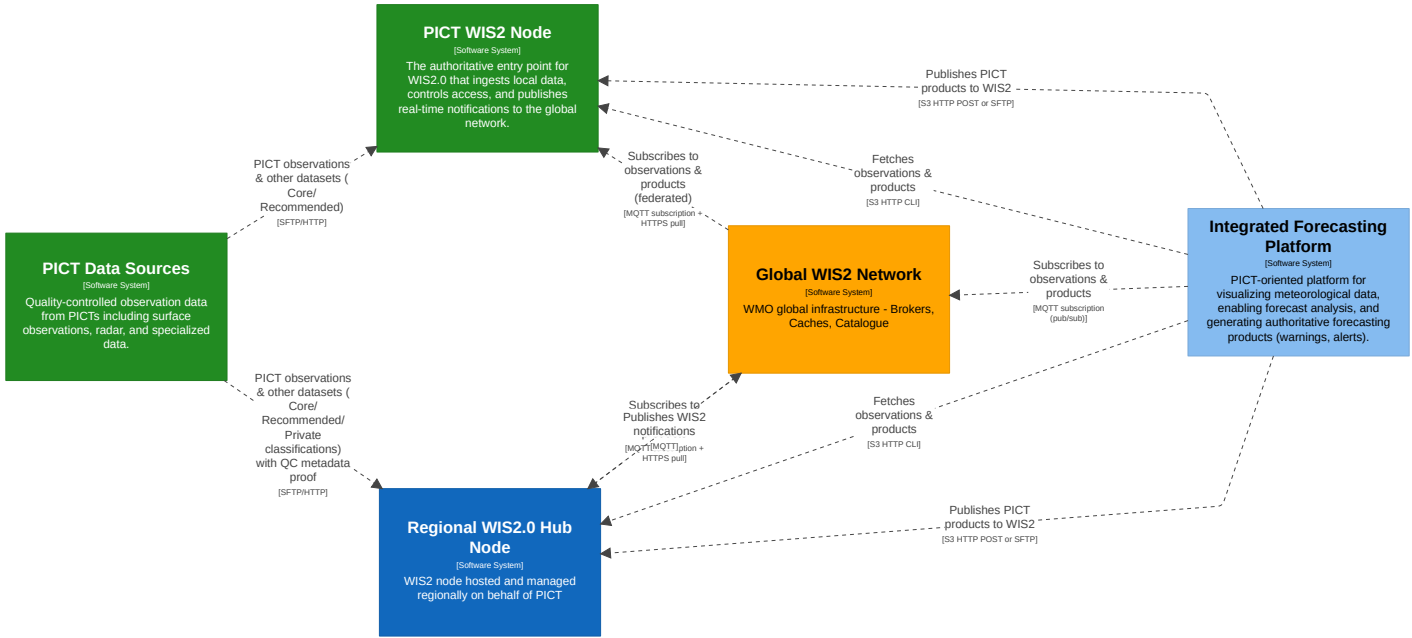 PICT WIS2 Node
[Software System]
The authoritative entry point for
WIS2.0 that ingests local data,
controls access, and publishes
real-time notifications to the global
network.
Publishes PICT
products to WIS2
[S3 HTTP POST or SFTP]
PICT observations
& other datasets (
Core/
Recommended)
[SFTP/HTTP]
Subscribes to
observations &
products
(federated)
[MQTT subscription +
HTTPS pull]
Fetches
observations &
products
[S3 HTTP CLI]
PICT Data Sources
[Software System]
Quality-controlled observation data
from PICTs including surface
observations, radar, and specialized
data.
Global WIS2 Network
[Software System]
WMO global infrastructure - Brokers,
Caches, Catalogue
Subscribes to
observations &
products
[MQTT subscription
(pub/sub)]
Integrated Forecasting
Platform
[Software System]
PICT-oriented platform for
visualizing meteorological data,
enabling forecast analysis, and
generating authoritative forecasting
products (warnings, alerts).
PICT observations
& other datasets (
Core/
Recommended/
Private
classifications)
with QC metadata
proof
[SFTP/HTTP]
Subscribes to
Publishes WIS2
notifications
[MQTT]
HTTPS pull]
Fetches
observations &
products
[S3 HTTP CLI]
Regional WIS2.0 Hub
Node
[Software System]
WIS2 node hosted and managed
regionally on behalf of PICT
Publishes PICT
products to WIS2
[S3 HTTP POST or SFTP]